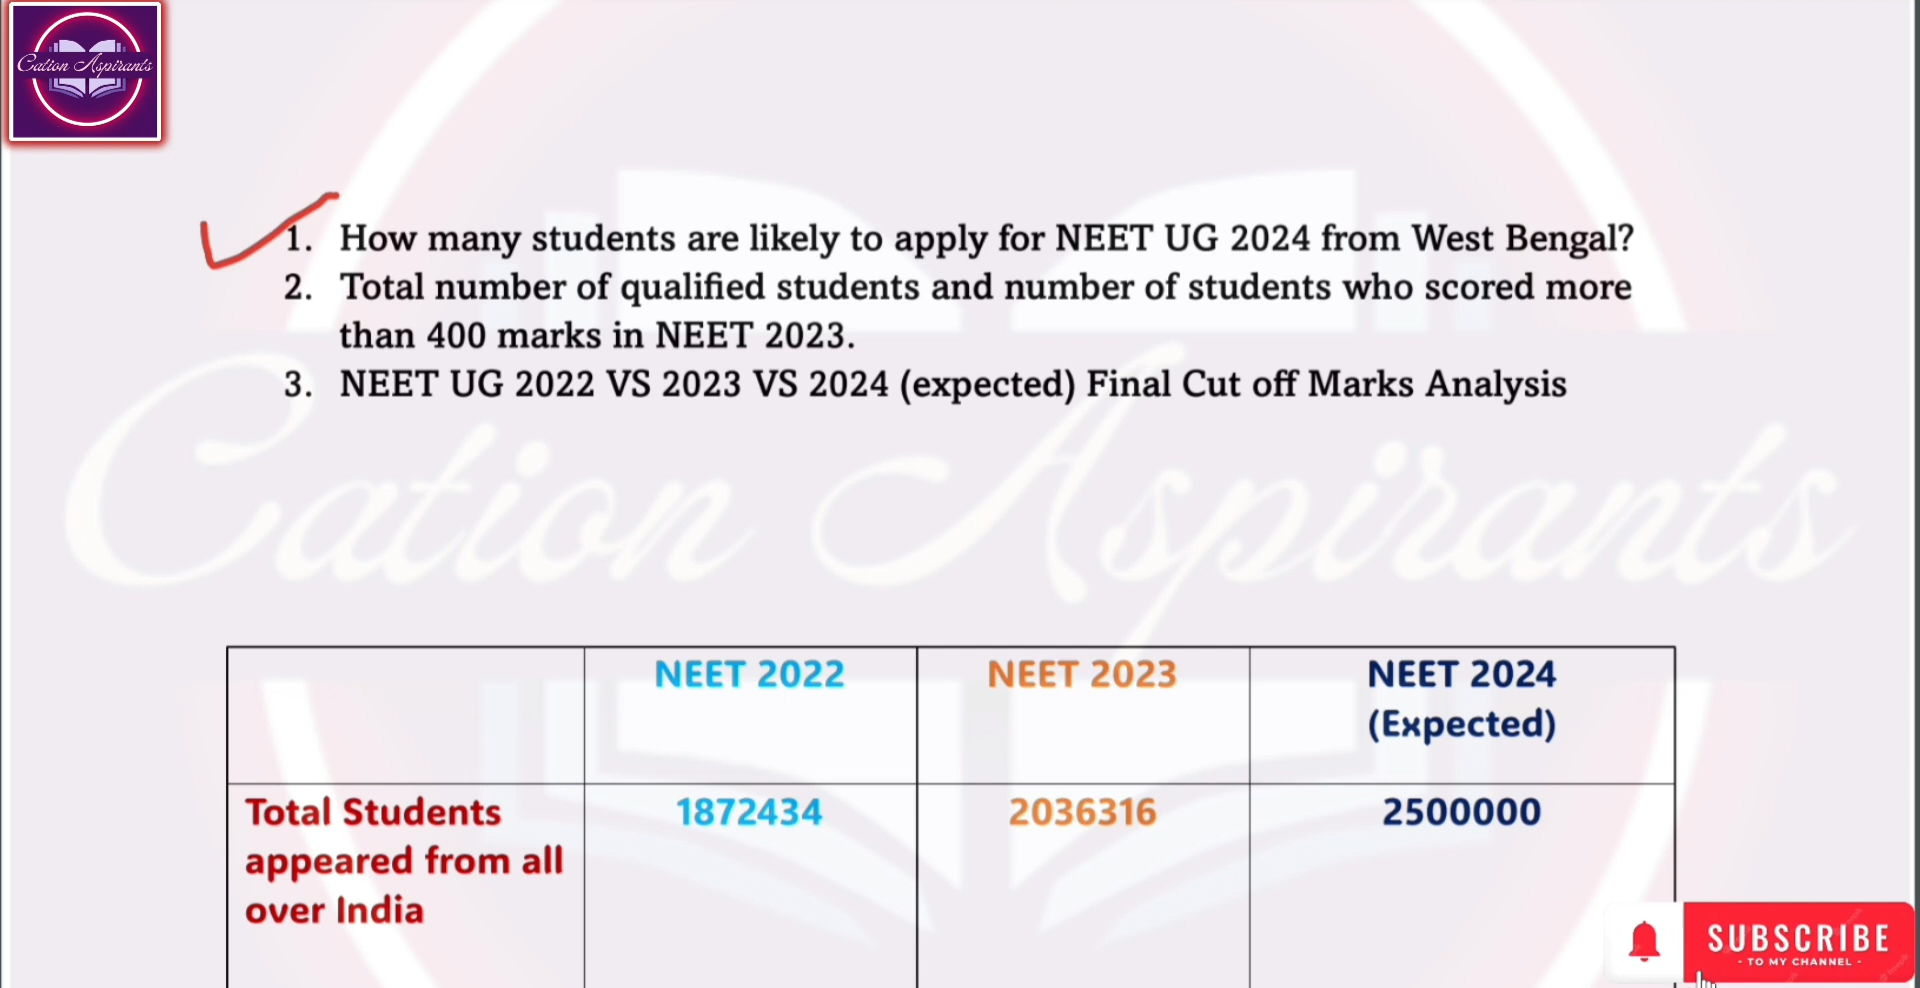 Cation Aspirants
1. How many students are likely to apply for NEET UG 2024 from West Bengal?
2. Total number of qualified students and number of students who scored more
than 400 marks in NEET 2023.
3. NEET UG 2022 VS 2023 VS 2024 (expected) Final Cut off Marks Analysis
Cation Aspirants
NEET 2022 NEET 2023 NEET 2024
(Expected)
Total Students 1872434 2036316 2500000
appeared from all
over India
SUBSCRIBE
- TO MY CHANNEL -